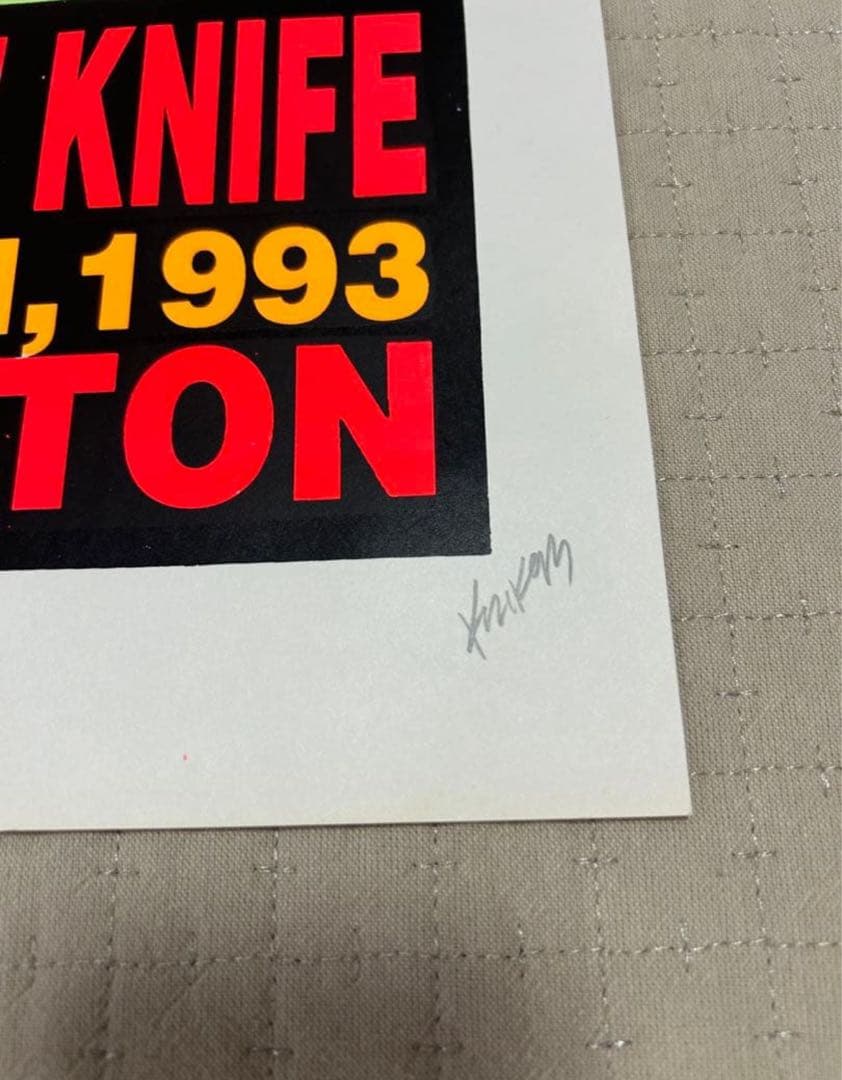 KNIFE
, 1993
TON